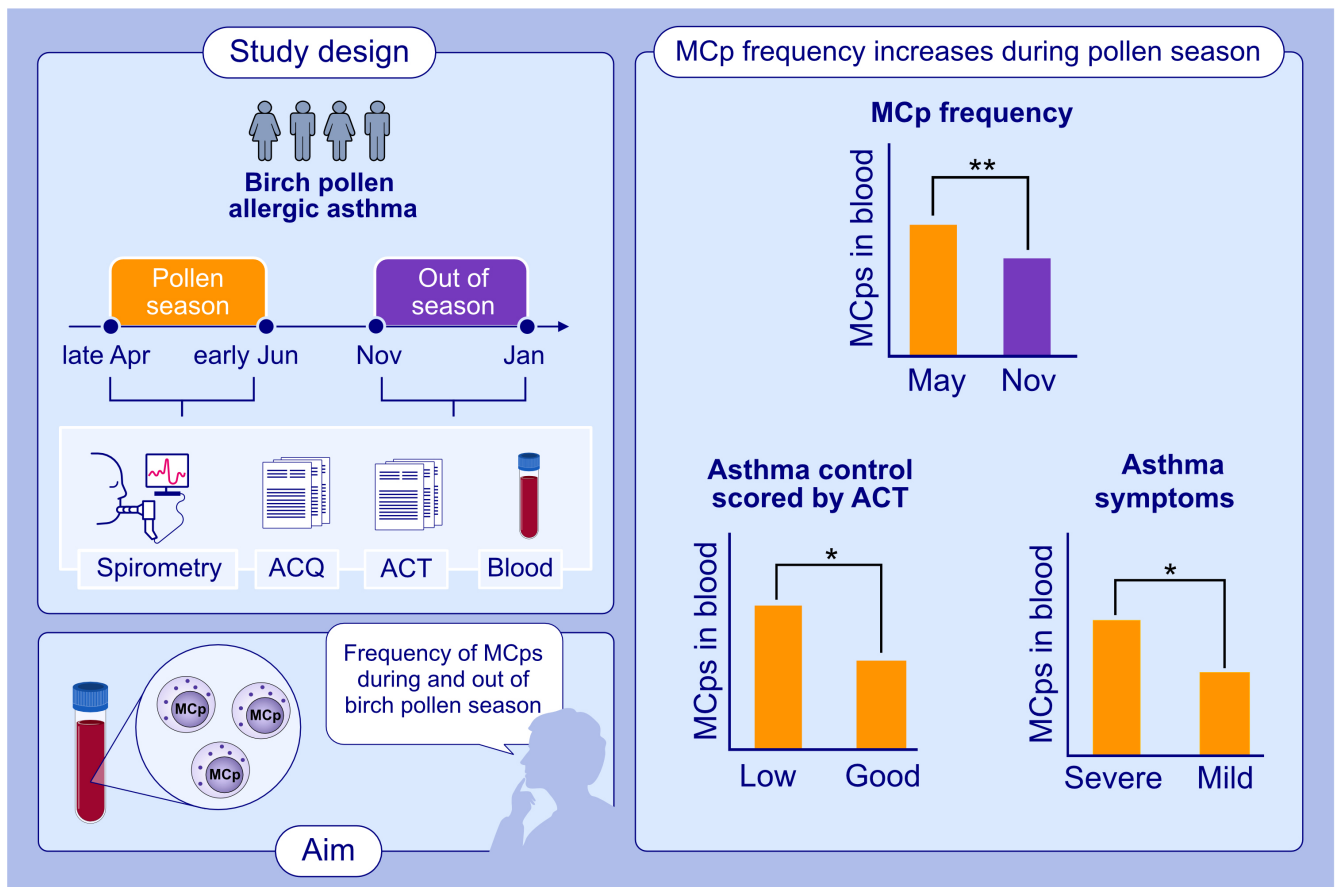 Study design
Birch pollen
allergic asthma
Pollen
season
Out of
season
late Apr
early Jun
Nov
Jan
Spirometry
ACQ
ACT
Blood
MCp
MCp
MCp
Frequency of MCps
during and out of
birch pollen season
Aim
MCp frequency increases during pollen season
MCp frequency
MCps in blood
**
May
Nov
Asthma control
scored by ACT
MCps in blood
*
Low
Good
Asthma
symptoms
MCps in blood
*
Severe
Mild